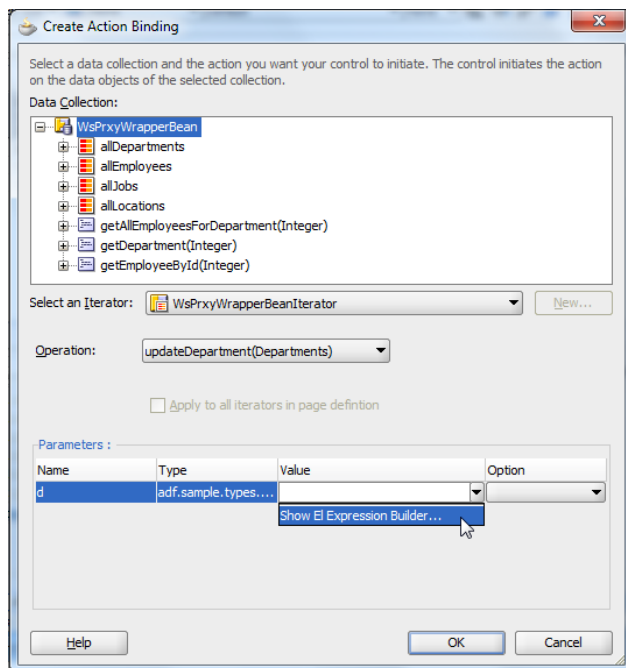 Create Action Binding
Select a data collection and the action you want your control to initiate. The control initiates the action
on the data objects of the selected collection.
Data Collection:
WsPrxyWrapperBean
allDepartments
allEmployees
allJobs
allLocations
getAllEmployeesForDepartment(Integer)
getDepartment(Integer)
getEmployeeById(Integer)
Select an Iterator: WsPrxyWrapperBeanIterator New...
Operation: updateDepartment(Departments)
Apply to all iterators in page defintion
Parameters :
Name Type Value Option
d adf.sample.types....
Show El Expression Builder...
Help OK Cancel